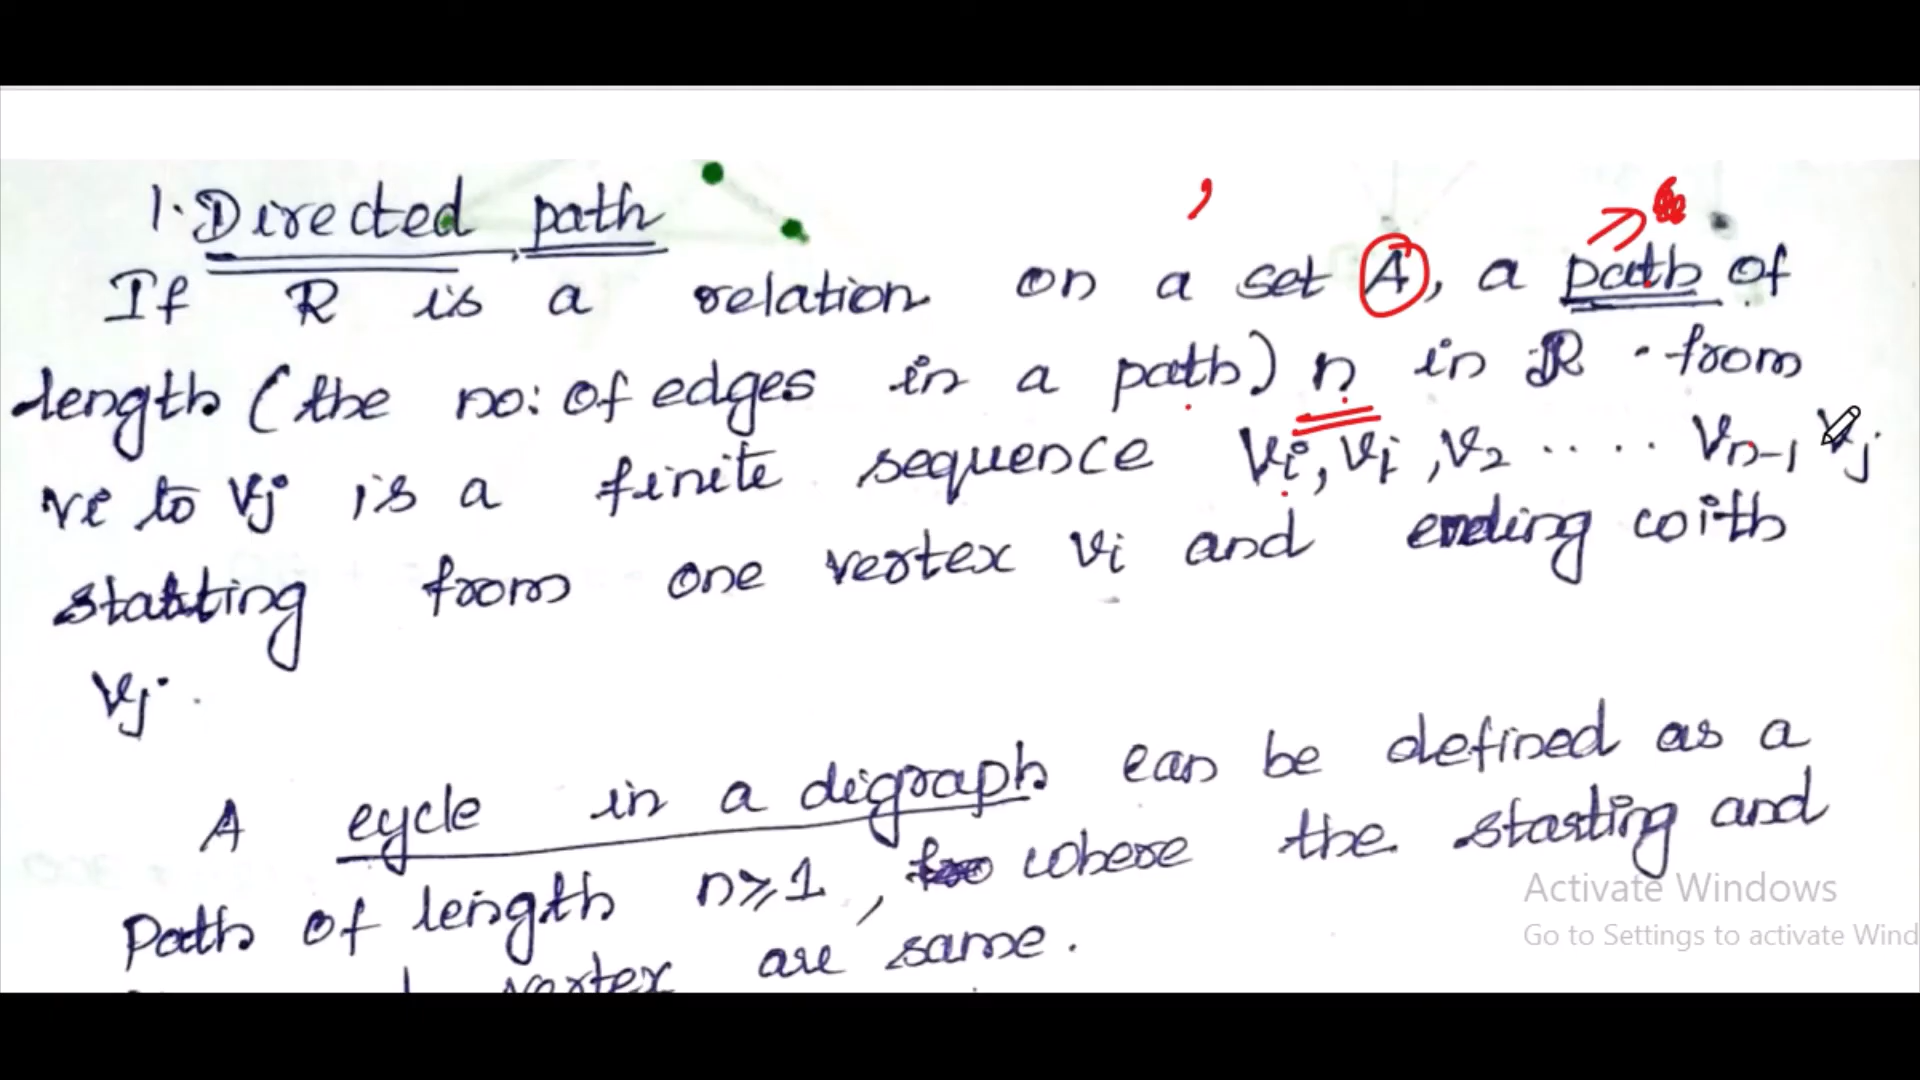 1. Directed path
If R is a relation on a set A, a path of
length (the no: of edges in a path) n in R from
vi to vj, is a finite sequence vi, vi, v2 ..... vn-1 vj
starting from one vertex vi and ending with
vj.
A cycle in a digraph can be defined as a
Path of length n≥1, where the starting and
vertex are same.
Activate Windows
Go to Settings to activate Wind